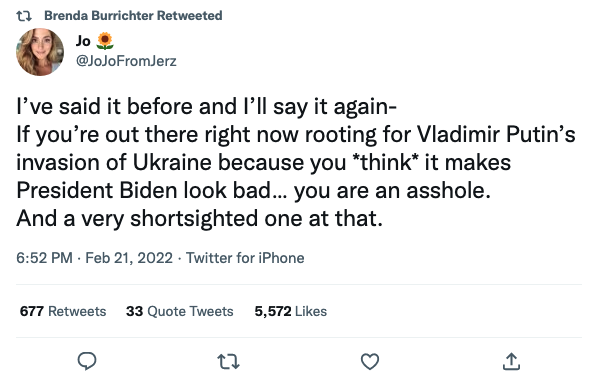 Brenda Burrichter Retweeted
Jo 🌻
@JoJoFromJerz
I’ve said it before and I’ll say it again-
If you’re out there right now rooting for Vladimir Putin’s
invasion of Ukraine because you *think* it makes
President Biden look bad... you are an asshole.
And a very shortsighted one at that.
6:52 PM · Feb 21, 2022 · Twitter for iPhone
677 Retweets 33 Quote Tweets 5,572 Likes